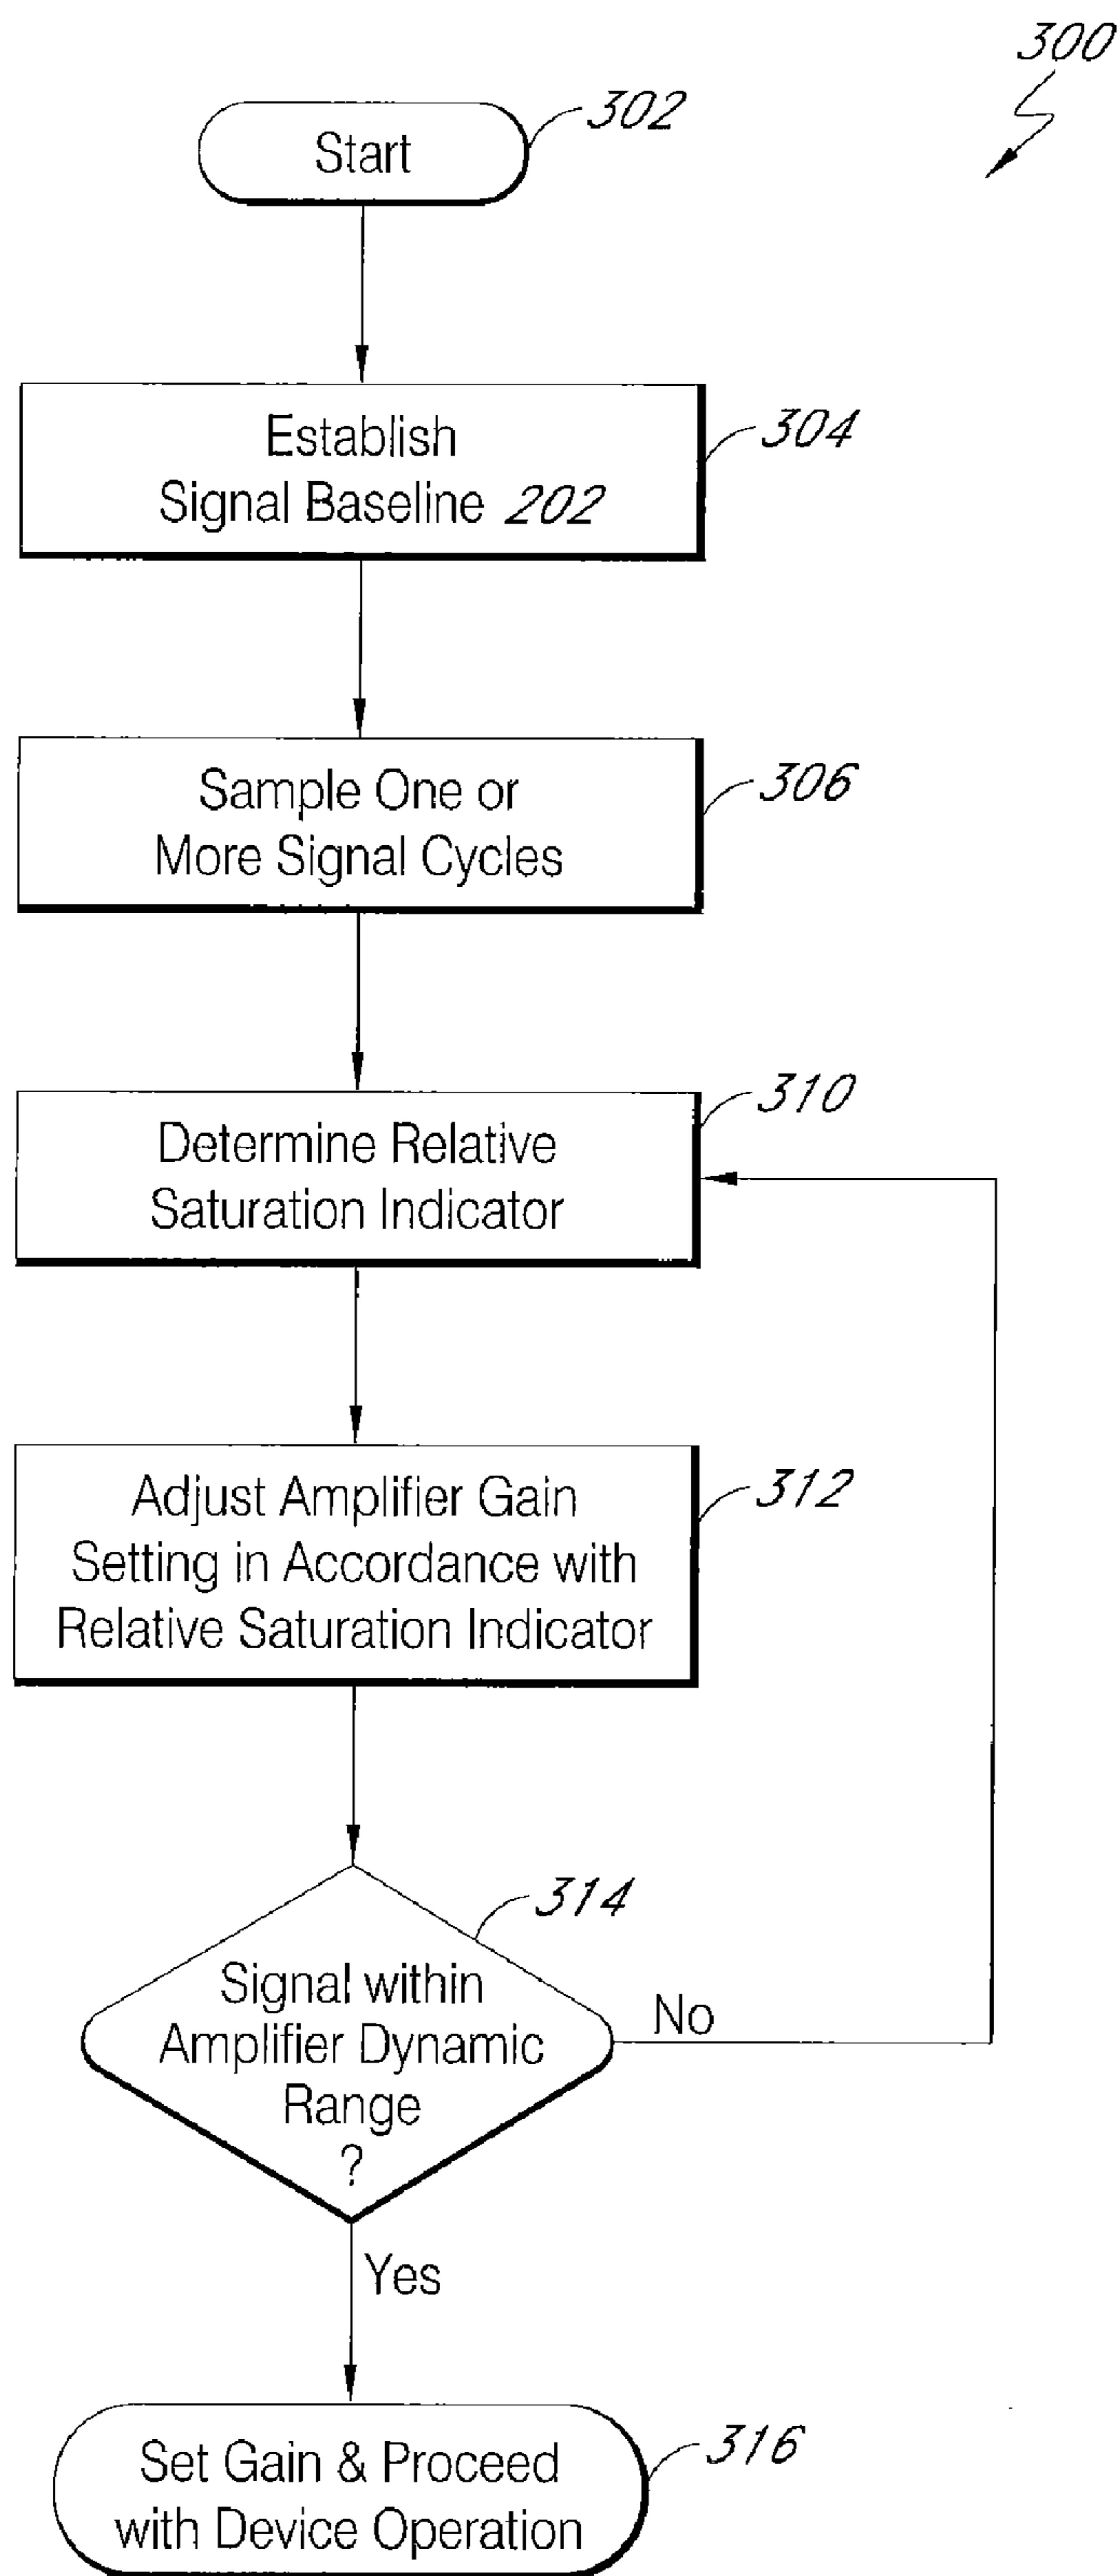 300
302
Start
304
Establish
Signal Baseline 202
306
Sample One or
More Signal Cycles
310
Determine Relative
Saturation Indicator
312
Adjust Amplifier Gain
Setting in Accordance with
Relative Saturation Indicator
314
Signal within
Amplifier Dynamic
Range
?
No
Yes
316
Set Gain & Proceed
with Device Operation